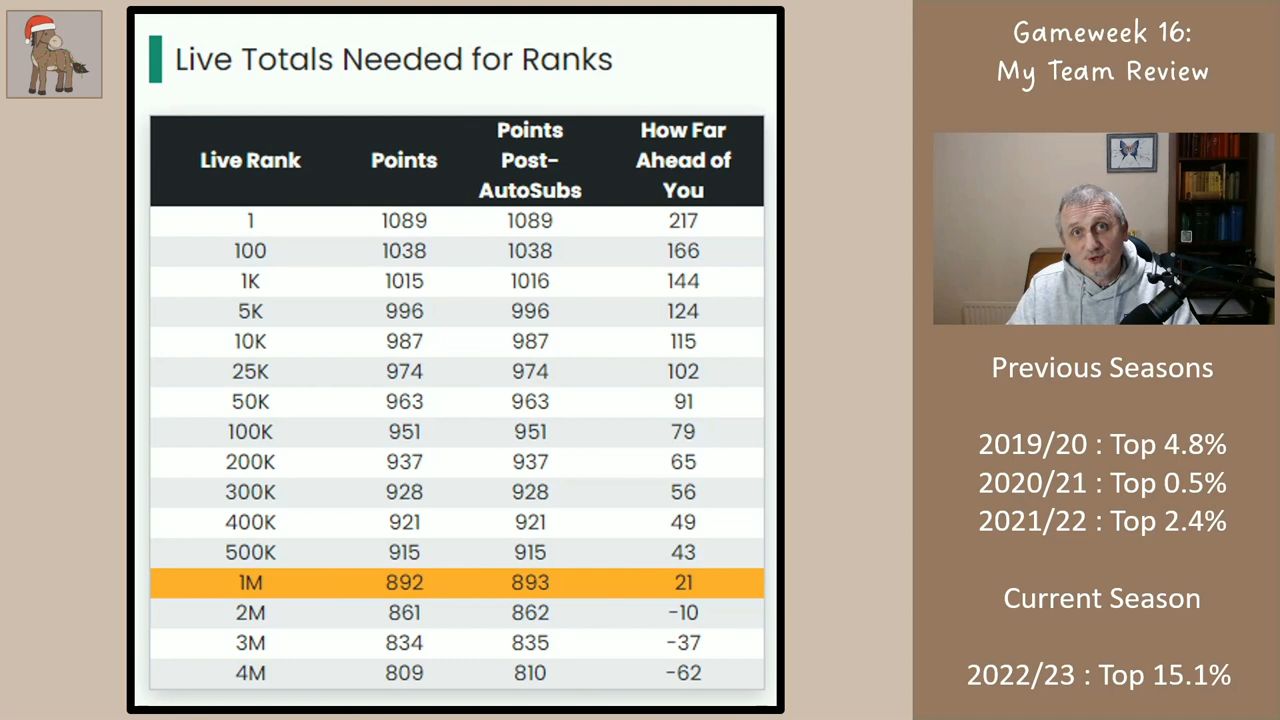 Live Totals Needed for Ranks
Live Rank Points Points Post-AutoSubs How Far Ahead of You
1 1089 1089 217
100 1038 1038 166
1K 1015 1016 144
5K 996 996 124
10K 987 987 115
25K 974 974 102
50K 963 963 91
100K 951 951 79
200K 937 937 65
300K 928 928 56
400K 921 921 49
500K 915 915 43
1M 892 893 21
2M 861 862 -10
3M 834 835 -37
4M 809 810 -62
Gameweek 16:
My Team Review
Previous Seasons
2019/20 : Top 4.8%
2020/21 : Top 0.5%
2021/22 : Top 2.4%
Current Season
2022/23 : Top 15.1%